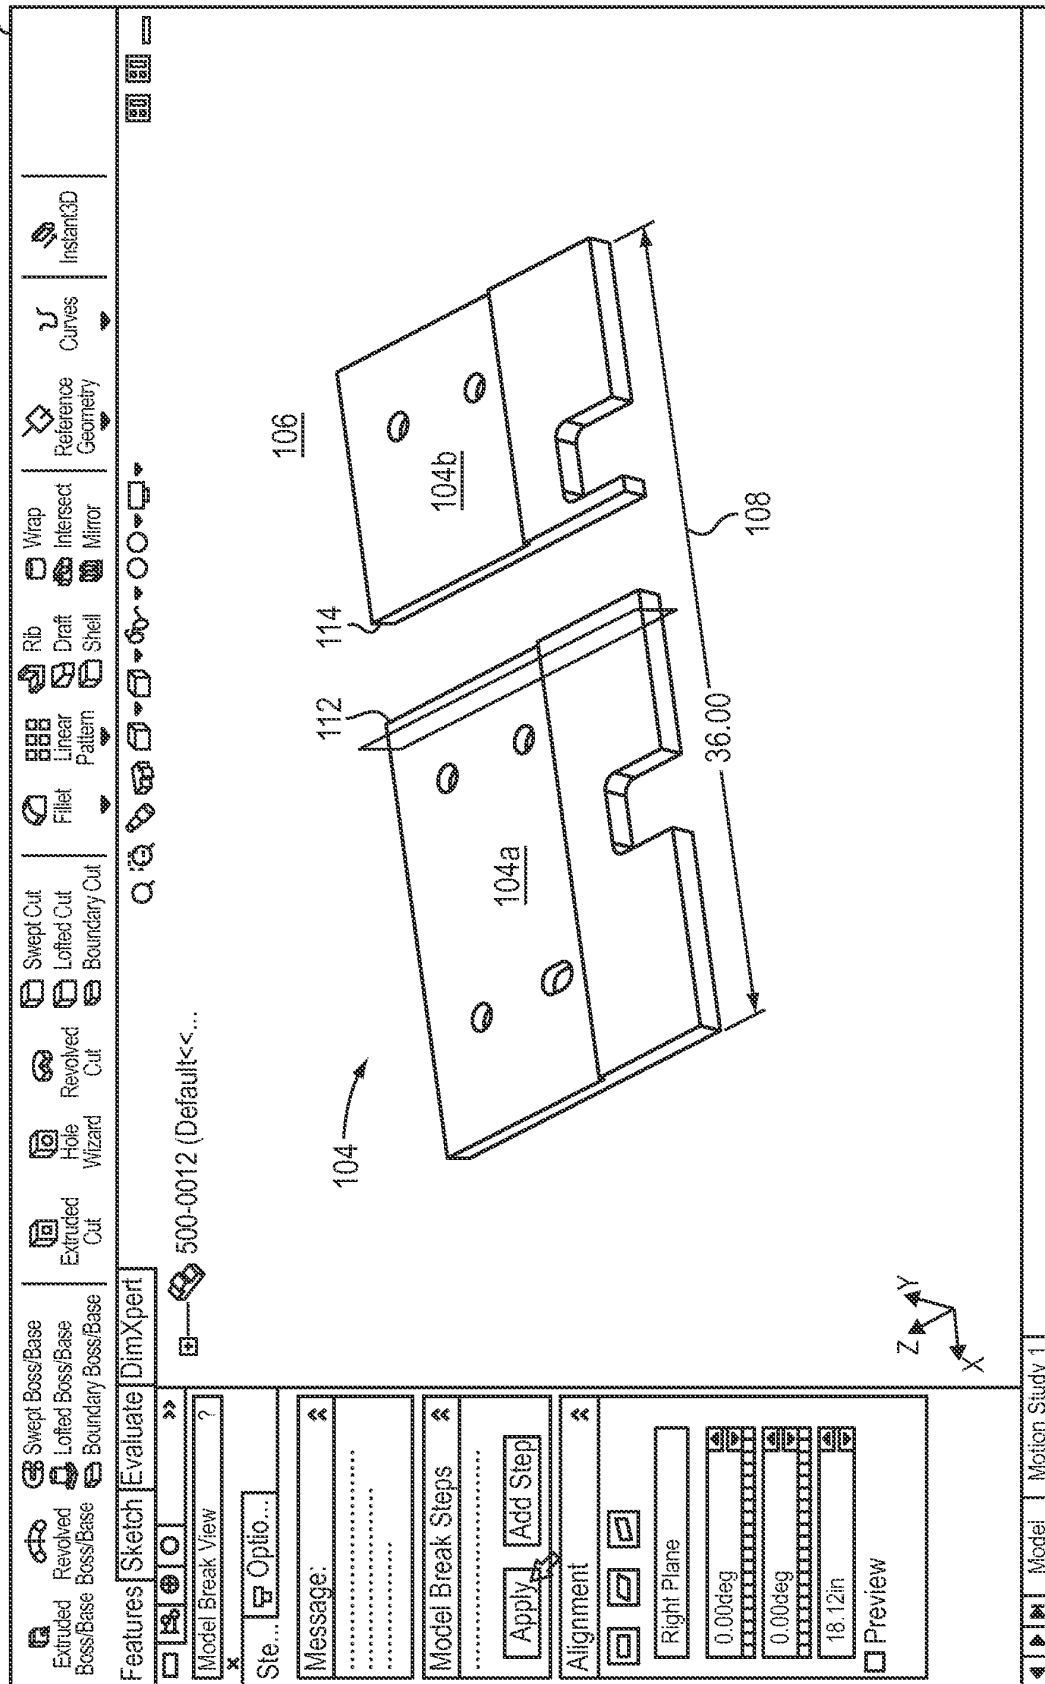 Extruded Boss/Base
Revolved Boss/Base
Swept Boss/Base
Lofted Boss/Base
Boundary Boss/Base
Extruded Cut
Hole Wizard
Revolved Cut
Swept Cut
Lofted Cut
Boundary Cut
Fillet
Linear Pattern
Rib
Draft
Shell
Wrap
Intersect
Mirror
Reference Geometry
Curves
Instant3D
Features Sketch Evaluate DimXpert
Model Break View ?
×
Ste... Optio...
Message:
Model Break Steps
Apply Add Step
Alignment
Right Plane
0.00deg
0.00deg
18.12in
Preview
500-0012 (Default<<...
104
104a
112
114
104b
106
36.00
108
Z
Y
X
Model Motion Study 1